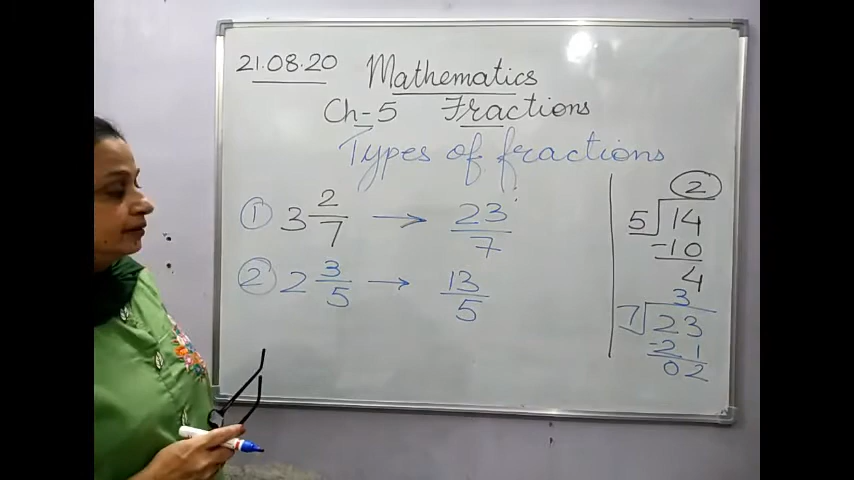 21.08.20 Mathematics
Ch-5 Fractions
Types of fractions
① 3 2/7 → 23/7
② 2 3/5 → 13/5
2
5 14
-10
4
3
7 23
-21
02